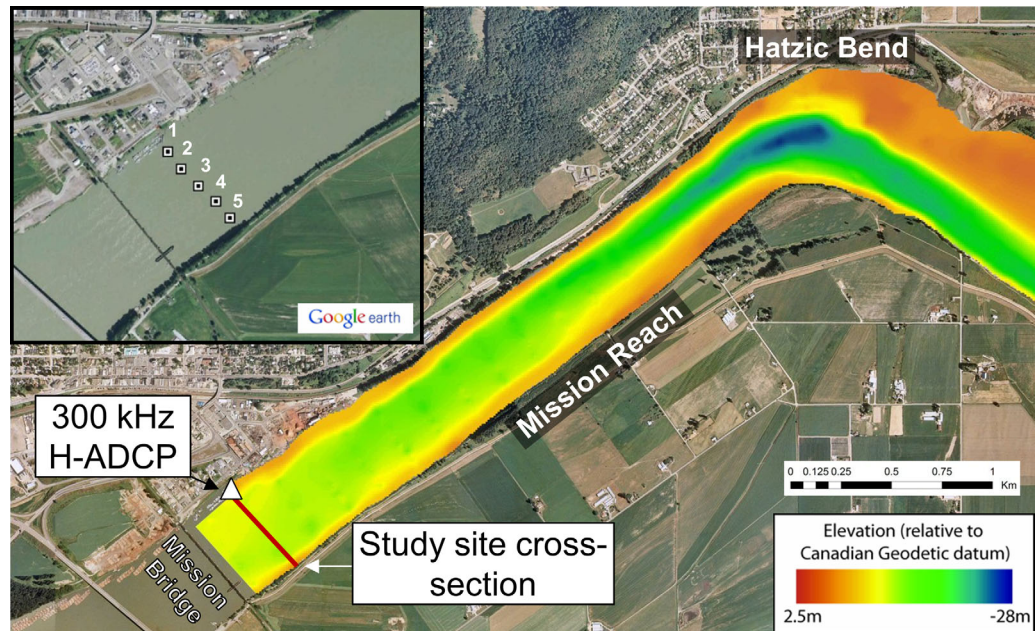 1
2
3
4
5
Google earth
Hatzic Bend
Mission Reach
300 kHz
H-ADCP
Mission
Bridge
Study site cross-
section
0 0.125 0.25 0.5 0.75 1
Km
Elevation (relative to
Canadian Geodetic datum)
2.5m -28m